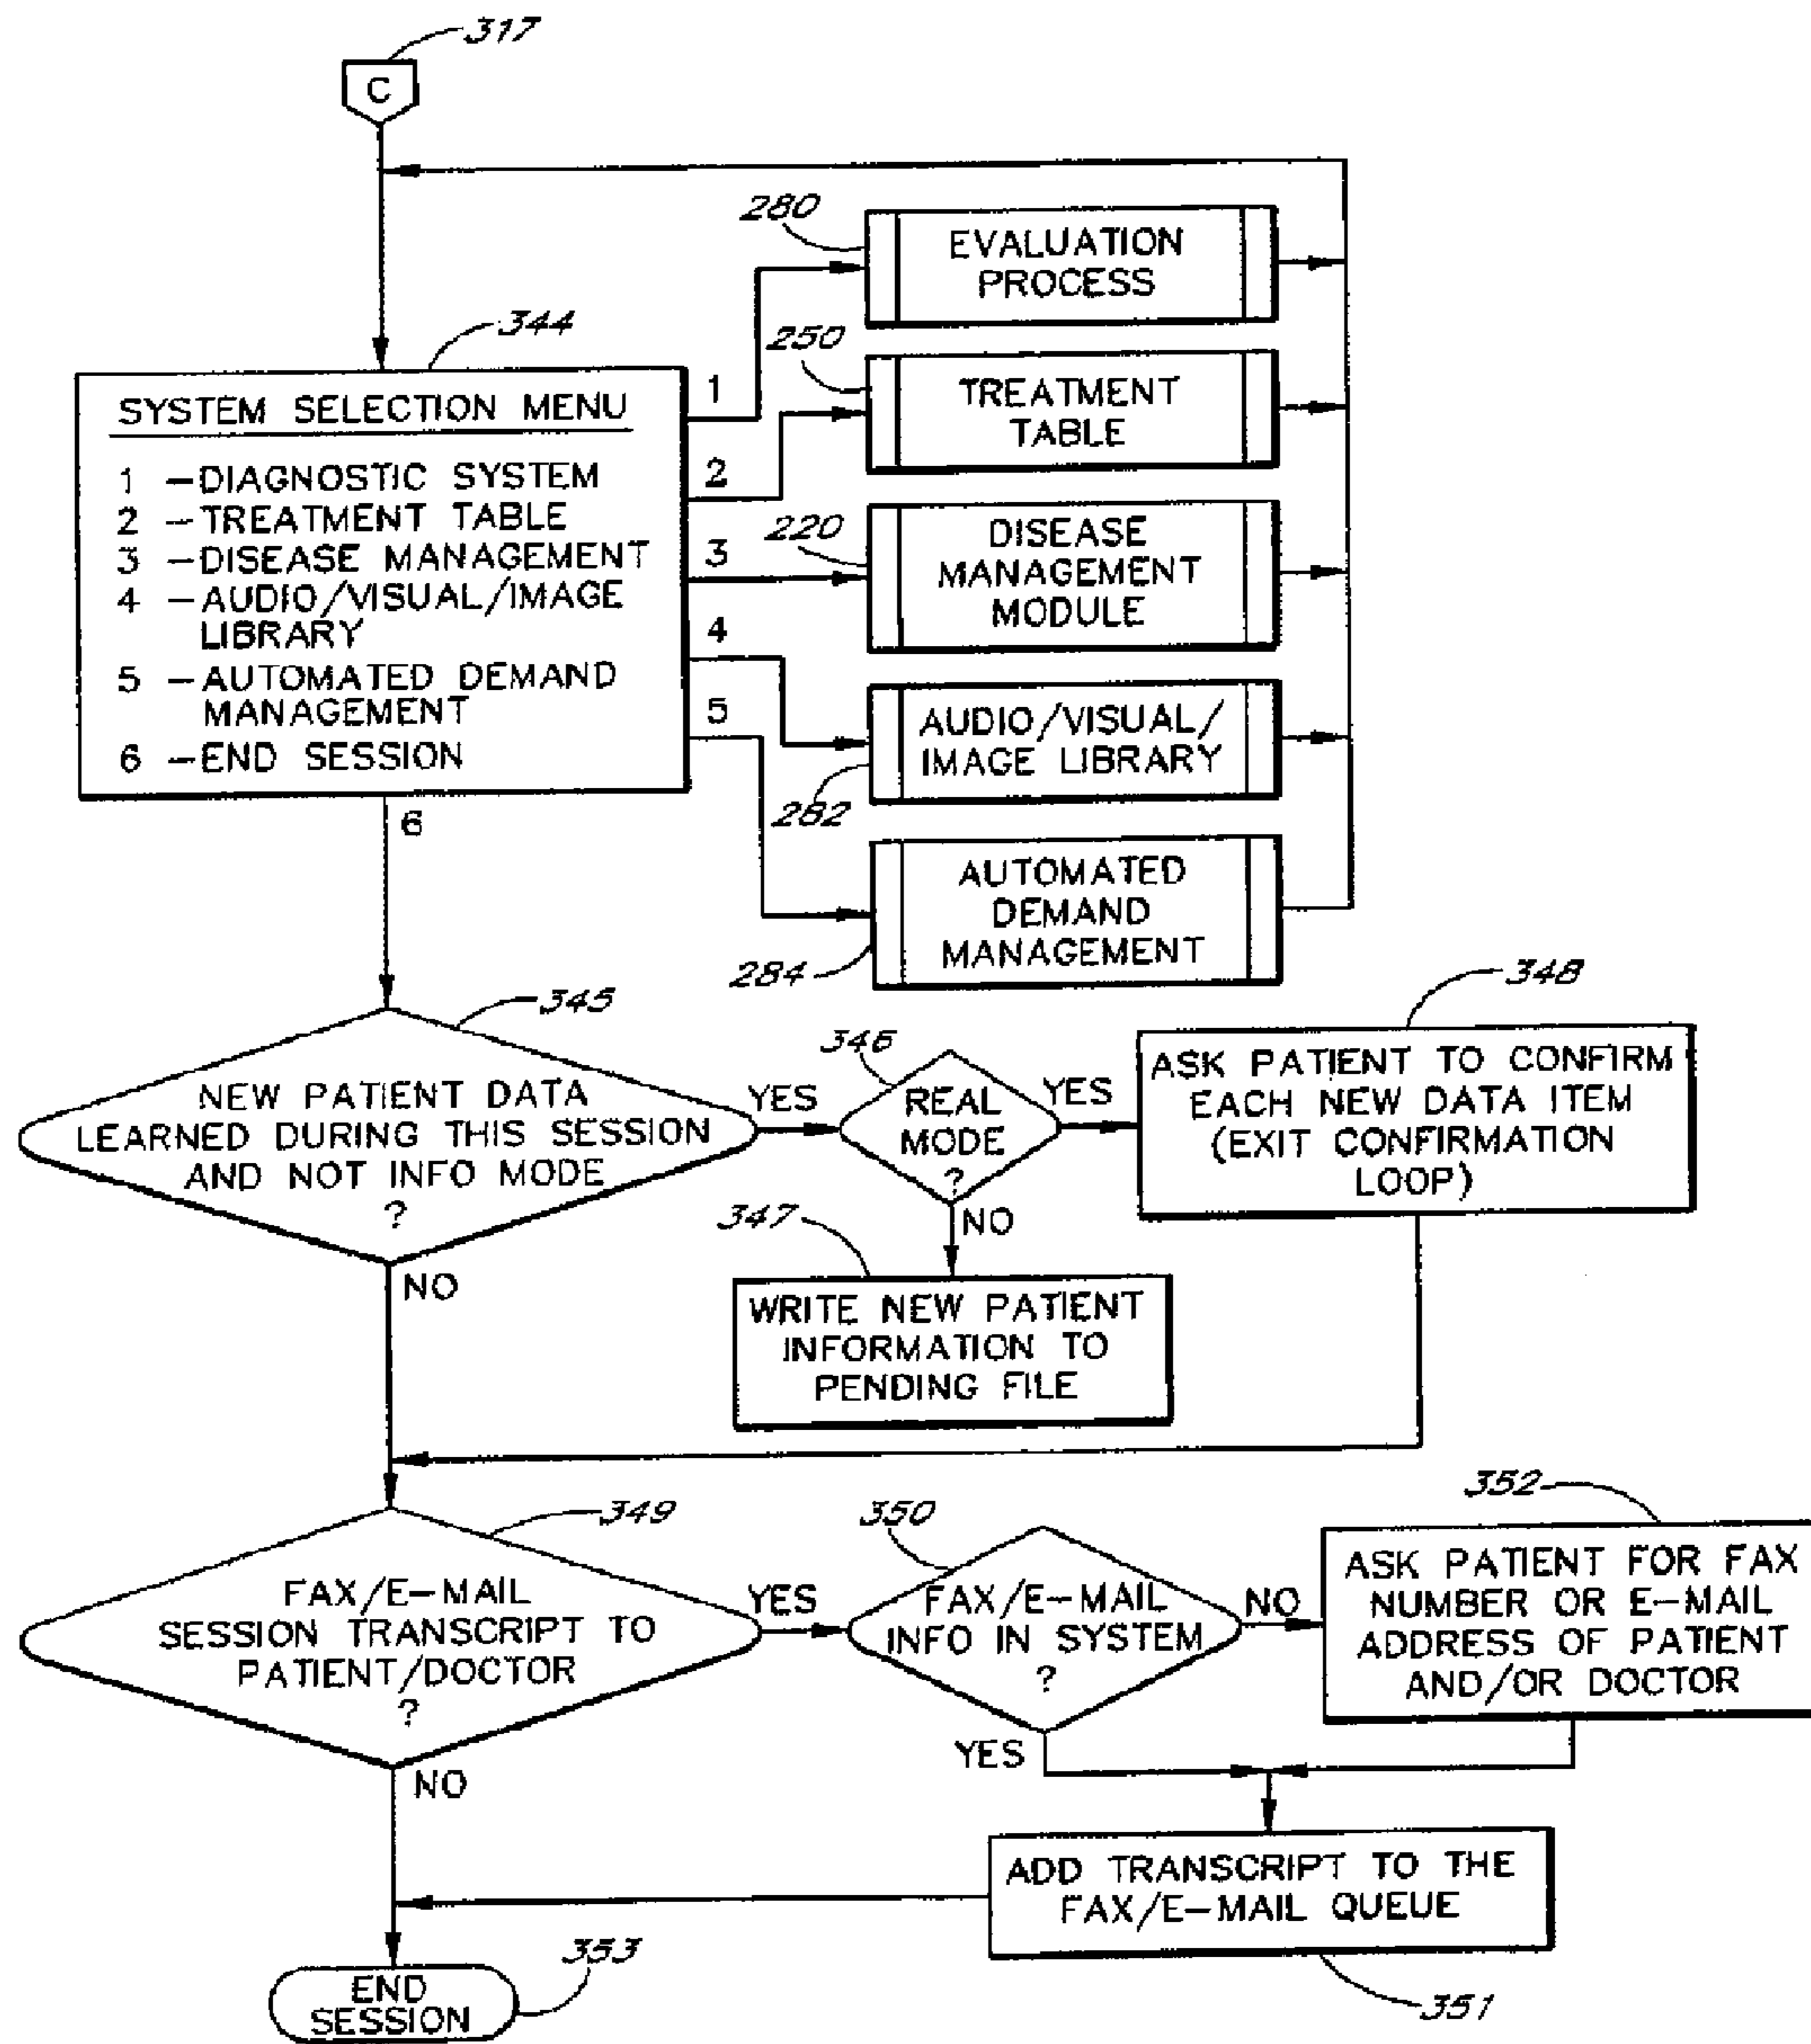 317
C
280
EVALUATION
PROCESS
344
250
SYSTEM SELECTION MENU
1 –DIAGNOSTIC SYSTEM
2 –TREATMENT TABLE
3 –DISEASE MANAGEMENT
4 –AUDIO/VISUAL/IMAGE
LIBRARY
5 –AUTOMATED DEMAND
MANAGEMENT
6 –END SESSION
1
2
3
4
5
6
TREATMENT
TABLE
220
DISEASE
MANAGEMENT
MODULE
AUDIO/VISUAL/
IMAGE LIBRARY
282
AUTOMATED
DEMAND
MANAGEMENT
284
345
NEW PATIENT DATA
LEARNED DURING THIS SESSION
AND NOT INFO MODE
?
YES
NO
346
REAL
MODE
?
YES
NO
348
ASK PATIENT TO CONFIRM
EACH NEW DATA ITEM
(EXIT CONFIRMATION
LOOP)
347
WRITE NEW PATIENT
INFORMATION TO
PENDING FILE
349
FAX/E–MAIL
SESSION TRANSCRIPT TO
PATIENT/DOCTOR
?
YES
NO
350
FAX/E–MAIL
INFO IN SYSTEM
?
NO
YES
352
ASK PATIENT FOR FAX
NUMBER OR E–MAIL
ADDRESS OF PATIENT
AND/OR DOCTOR
ADD TRANSCRIPT TO THE
FAX/E–MAIL QUEUE
351
353
END
SESSION